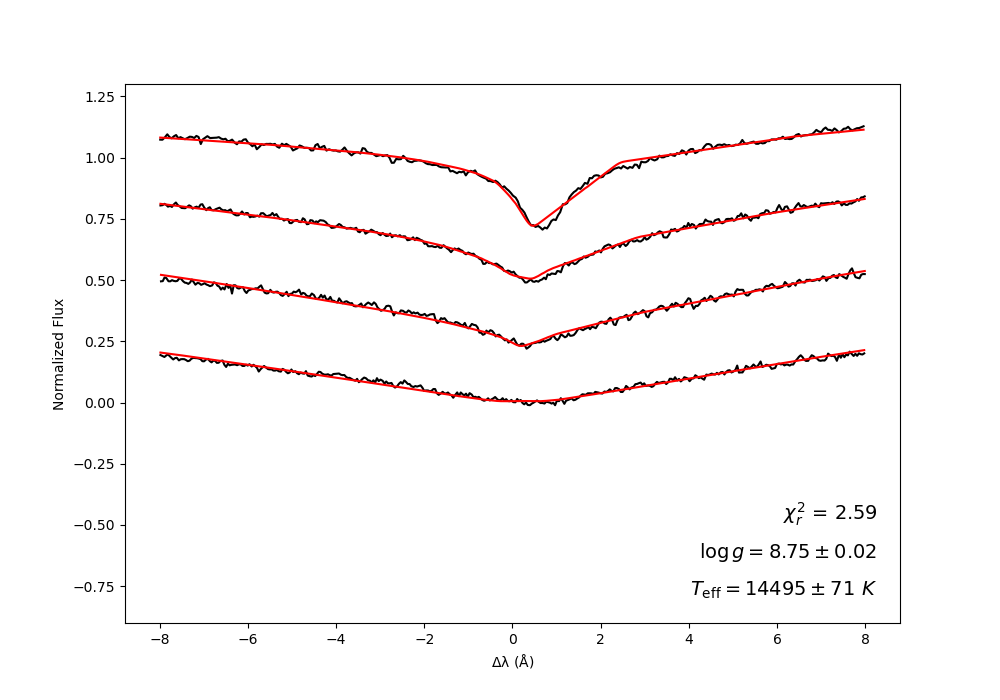 1.25
1.00
0.75
0.50
0.25
0.00
−0.25
−0.50
−0.75
Normalized Flux
χ²ᵣ = 2.59
log g = 8.75 ± 0.02
T_eff = 14495 ± 71 K
−8 −6 −4 −2 0 2 4 6 8
Δλ (Å)